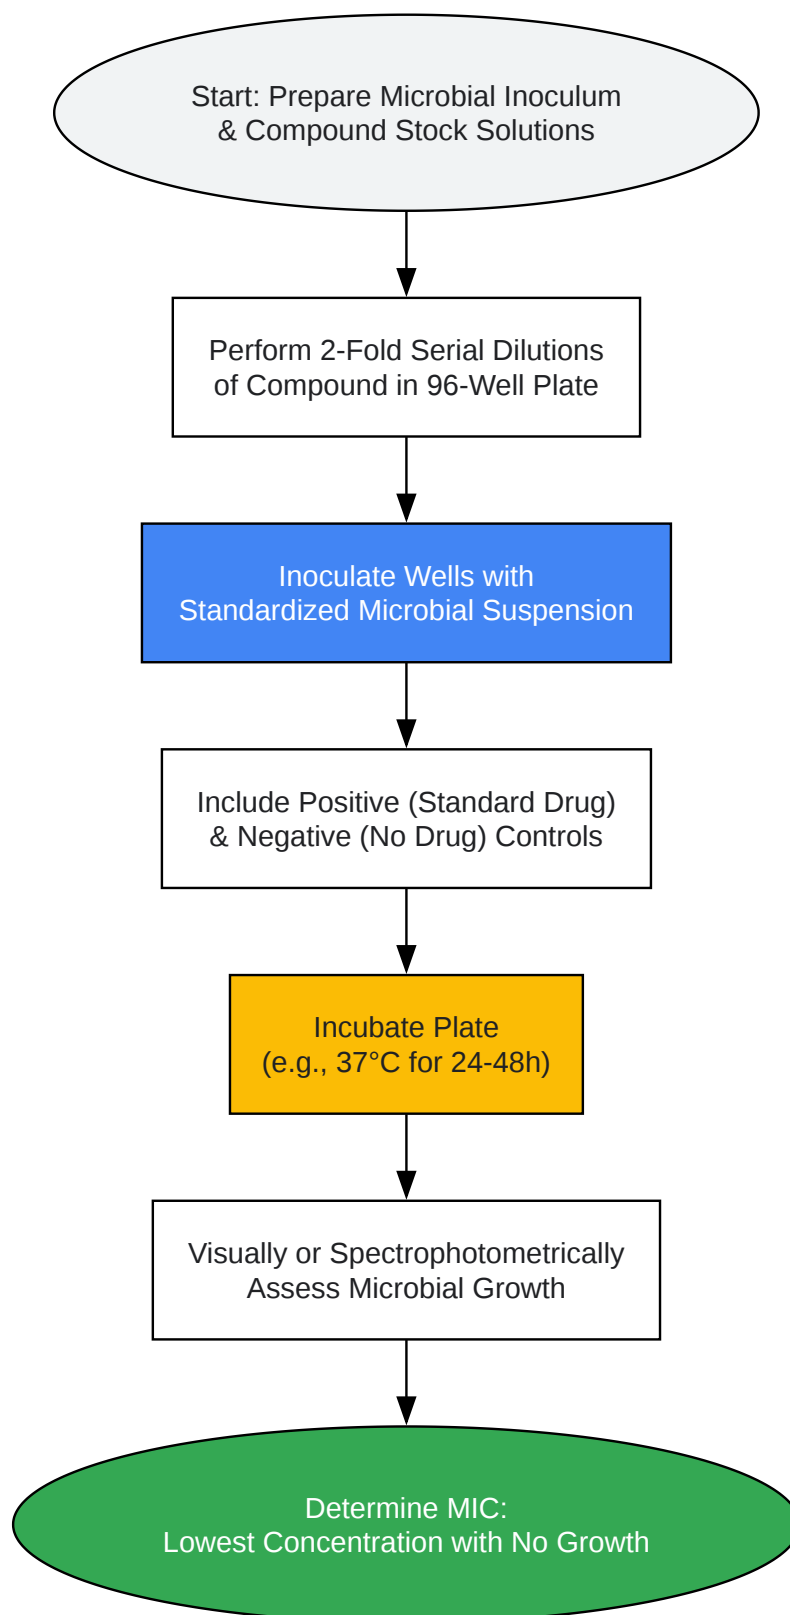 Start: Prepare Microbial Inoculum
& Compound Stock Solutions
Perform 2-Fold Serial Dilutions
of Compound in 96-Well Plate
Inoculate Wells with
Standardized Microbial Suspension
Include Positive (Standard Drug)
& Negative (No Drug) Controls
Incubate Plate
(e.g., 37°C for 24-48h)
Visually or Spectrophotometrically
Assess Microbial Growth
Determine MIC:
Lowest Concentration with No Growth